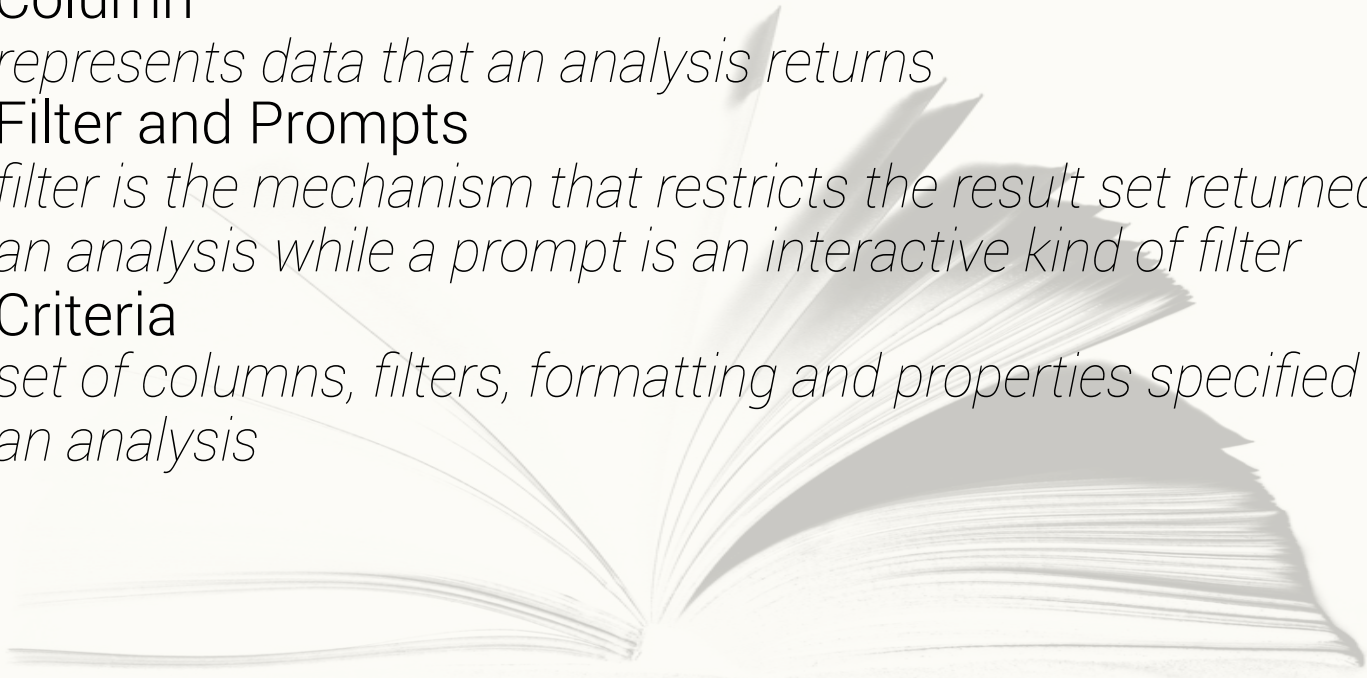 Column
represents data that an analysis returns
Filter and Prompts
filter is the mechanism that restricts the result set returned
an analysis while a prompt is an interactive kind of filter
Criteria
set of columns, filters, formatting and properties specified
an analysis